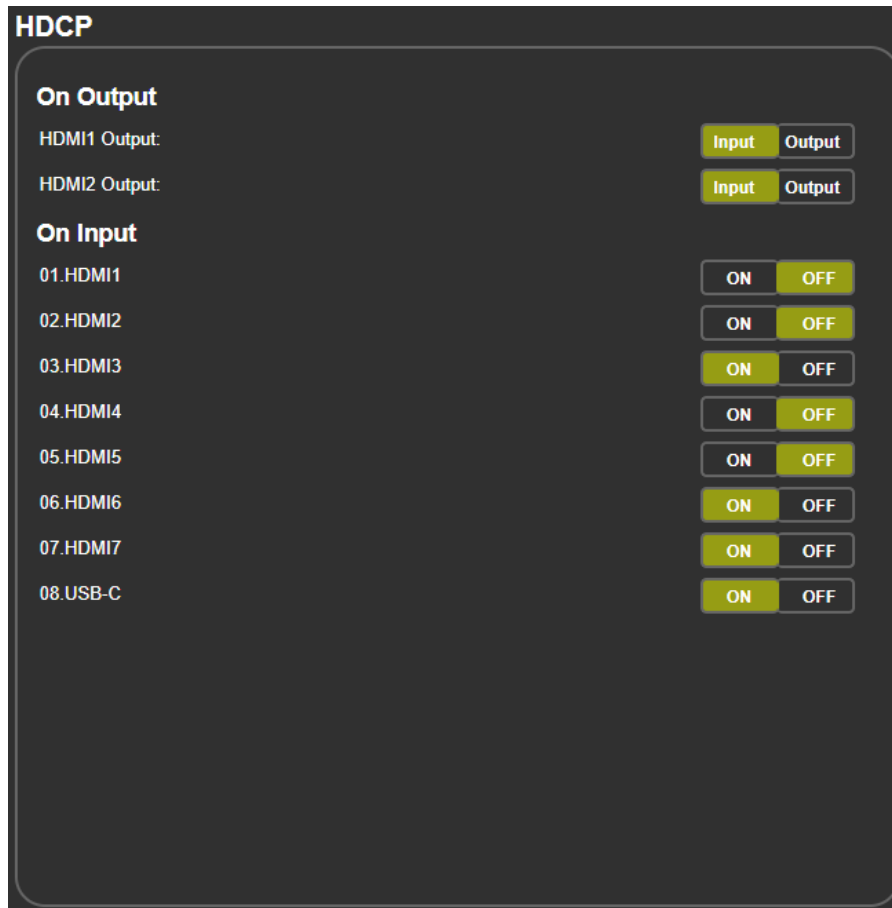 HDCP
On Output
HDMI1 Output: Input Output
HDMI2 Output: Input Output
On Input
01.HDMI1 ON OFF
02.HDMI2 ON OFF
03.HDMI3 ON OFF
04.HDMI4 ON OFF
05.HDMI5 ON OFF
06.HDMI6 ON OFF
07.HDMI7 ON OFF
08.USB-C ON OFF